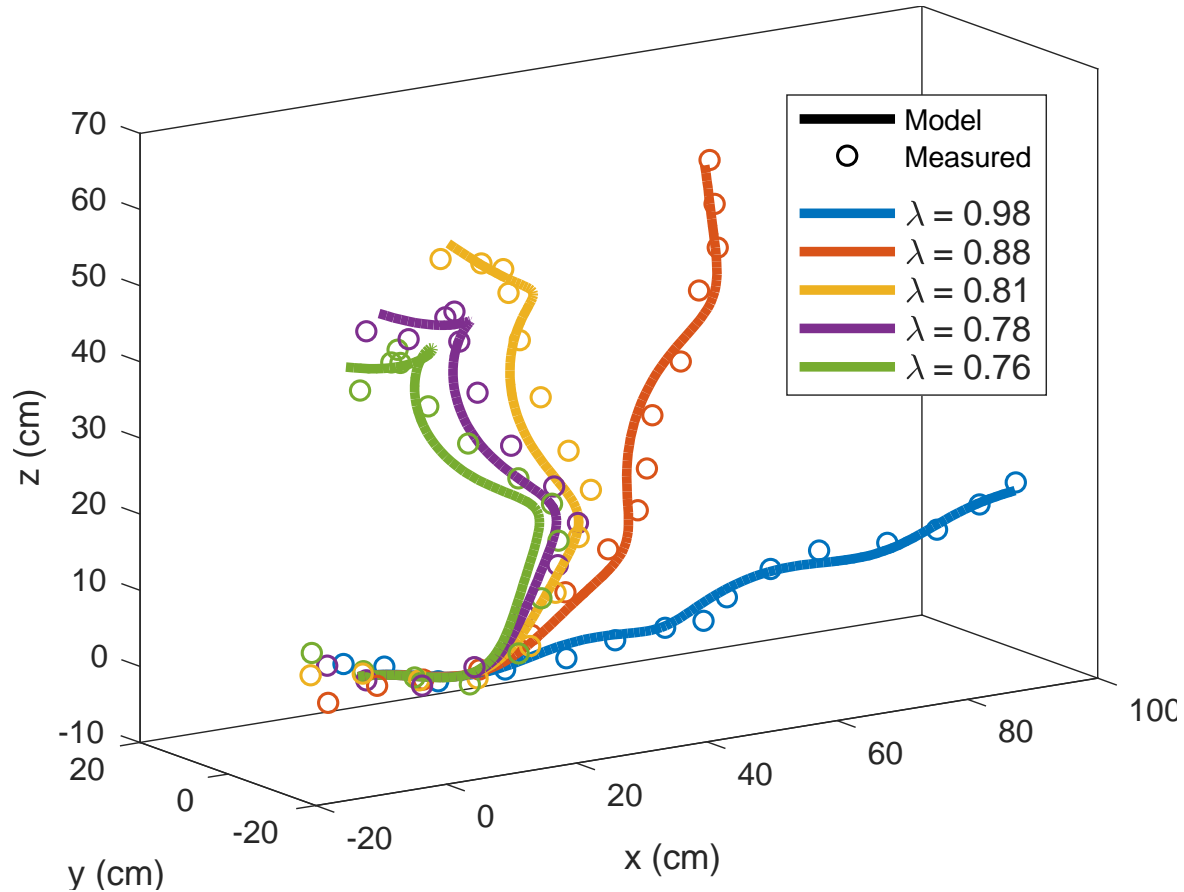 70
60
50
40
30
20
10
0
-10
z (cm)
20
0
-20
y (cm)
-20
0
20
40
60
80
100
x (cm)
Model
Measured
λ = 0.98
λ = 0.88
λ = 0.81
λ = 0.78
λ = 0.76